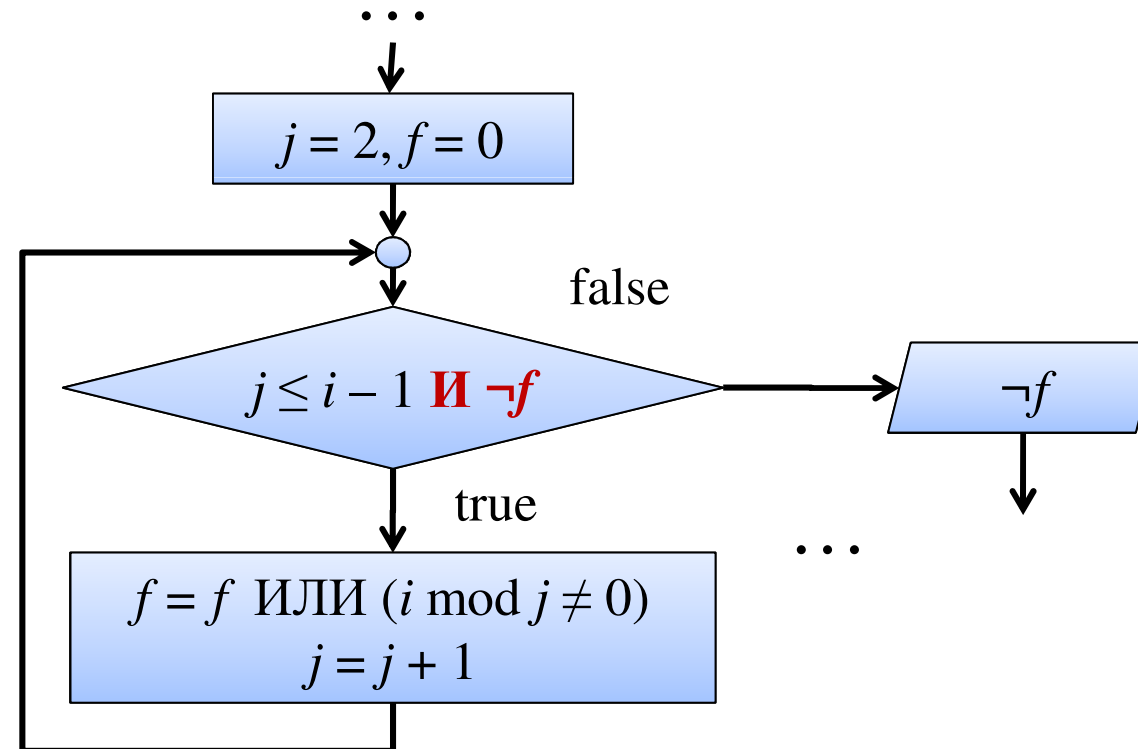 ...
j = 2, f = 0
false
j ≤ i – 1 И ¬f
¬f
true
...
f = f ИЛИ (i mod j ≠ 0)
j = j + 1